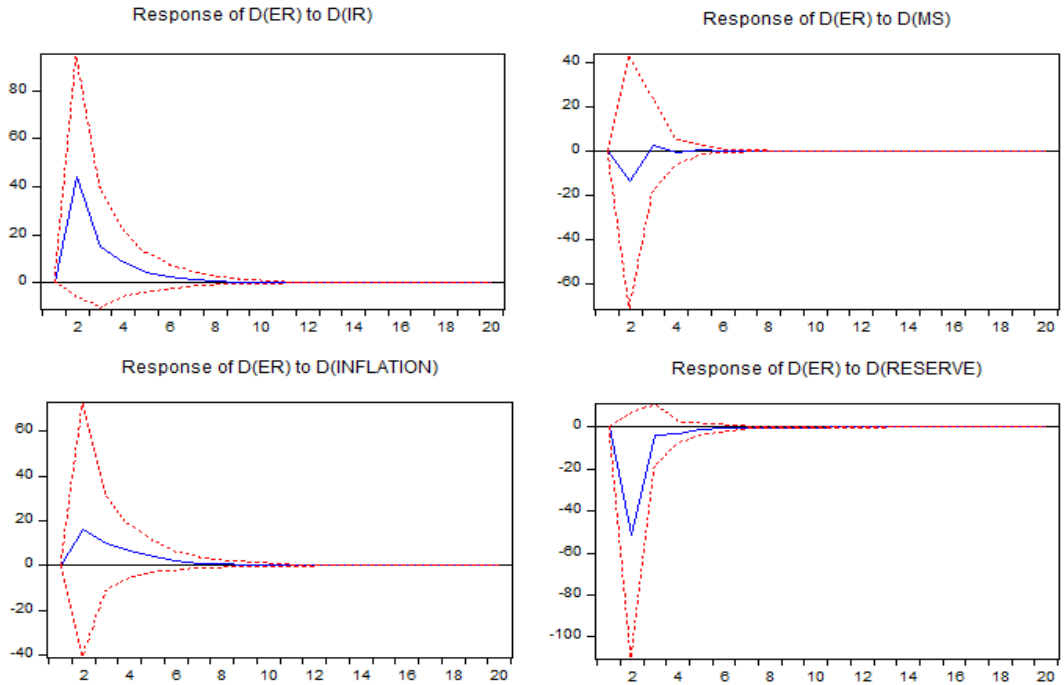 Response of D(ER) to D(IR)
80
60
40
20
0
2 4 6 8 10 12 14 16 18 20
Response of D(ER) to D(MS)
40
20
0
-20
-40
-60
2 4 6 8 10 12 14 16 18 20
Response of D(ER) to D(INFLATION)
60
40
20
0
-20
-40
2 4 6 8 10 12 14 16 18 20
Response of D(ER) to D(RESERVE)
0
-20
-40
-60
-80
-100
2 4 6 8 10 12 14 16 18 20